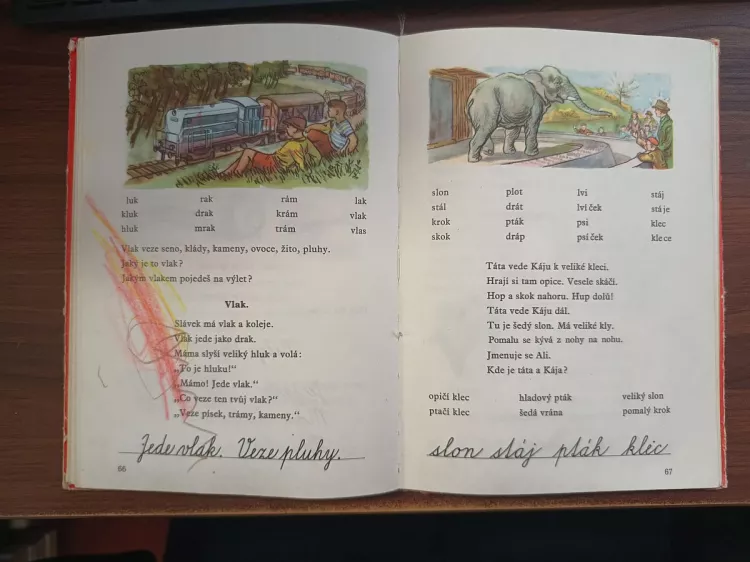 luk rak rám lak
kluk drak krám vlak
hluk mrak trám vlas
Vlak veze seno, klády, kameny, ovoce, žito, pluhy.
Jaký je to vlak?
Jakým vlakem pojedeš na výlet?
Vlak.
Slávek má vlak a koleje.
Vlak jede jako drak.
Máma slyší veliký hluk a volá:
„To je hluku!“
„Mámo! Jede vlak.“
„Co veze ten tvůj vlak?“
„Veze písek, trámy, kameny.“
Jede vlak. Veze pluhy.
66
slon plot lvi stáj
stál drát lvíček stáje
krok pták psi klec
skok dráp psíček klece
Táta vede Káju k veliké kleci.
Hrají si tam opice. Vesele skáčí.
Hop a skok nahoru. Hup dolů!
Táta vede Káju dál.
Tu je šedý slon. Má veliké kly.
Pomalu se kývá z nohy na nohu.
Jmenuje se Ali.
Kde je táta a Kája?
opičí klec hladový pták veliký slon
ptačí klec šedá vrána pomalý krok
slon stáj pták klec
67